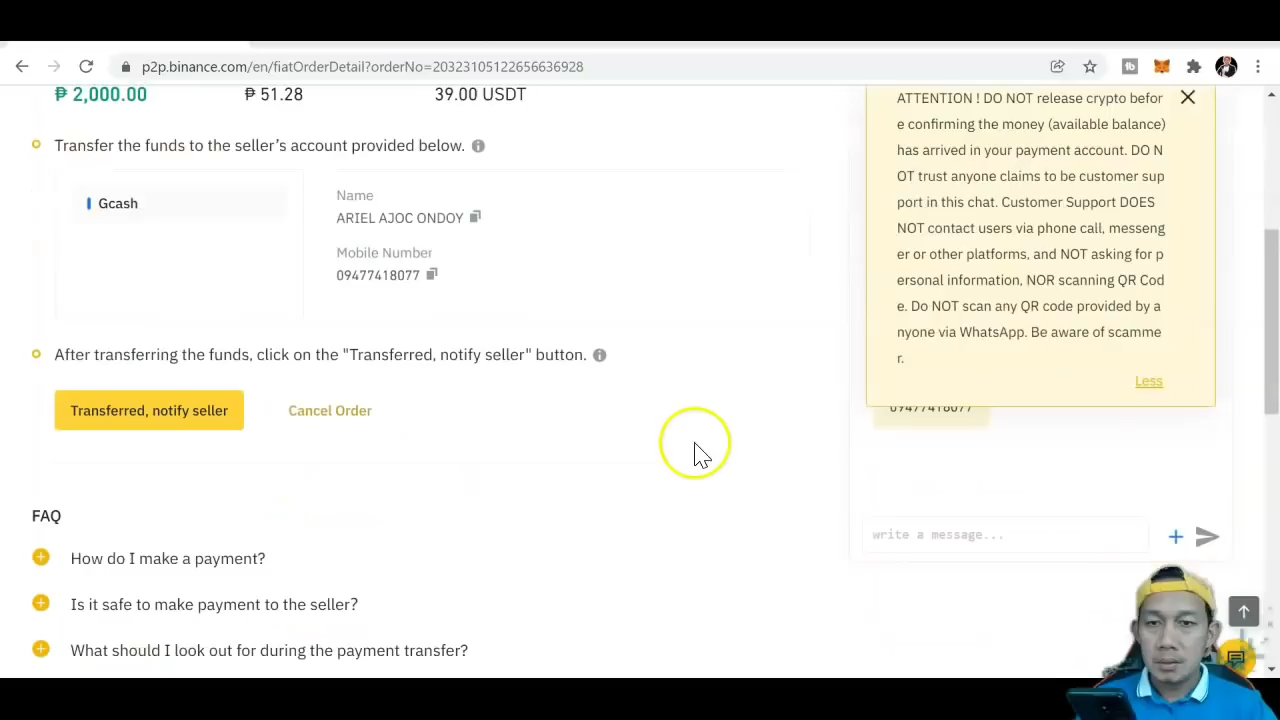 p2p.binance.com/en/fiatOrderDetail?orderNo=20323105122656636928
₱ 2,000.00
₱ 51.28
39.00 USDT
Transfer the funds to the seller's account provided below.
Gcash
Name
ARIEL AJOC ONDOY
Mobile Number
09477418077
After transferring the funds, click on the "Transferred, notify seller" button.
Transferred, notify seller
Cancel Order
FAQ
How do I make a payment?
Is it safe to make payment to the seller?
What should I look out for during the payment transfer?
ATTENTION ! DO NOT release crypto befor
e confirming the money (available balance)
has arrived in your payment account. DO N
OT trust anyone claims to be customer sup
port in this chat. Customer Support DOES
NOT contact users via phone call, messeng
er or other platforms, and NOT asking for p
ersonal information, NOR scanning QR Cod
e. Do NOT scan any QR code provided by a
nyone via WhatsApp. Be aware of scamme
r.
Less
09477418077
write a message...